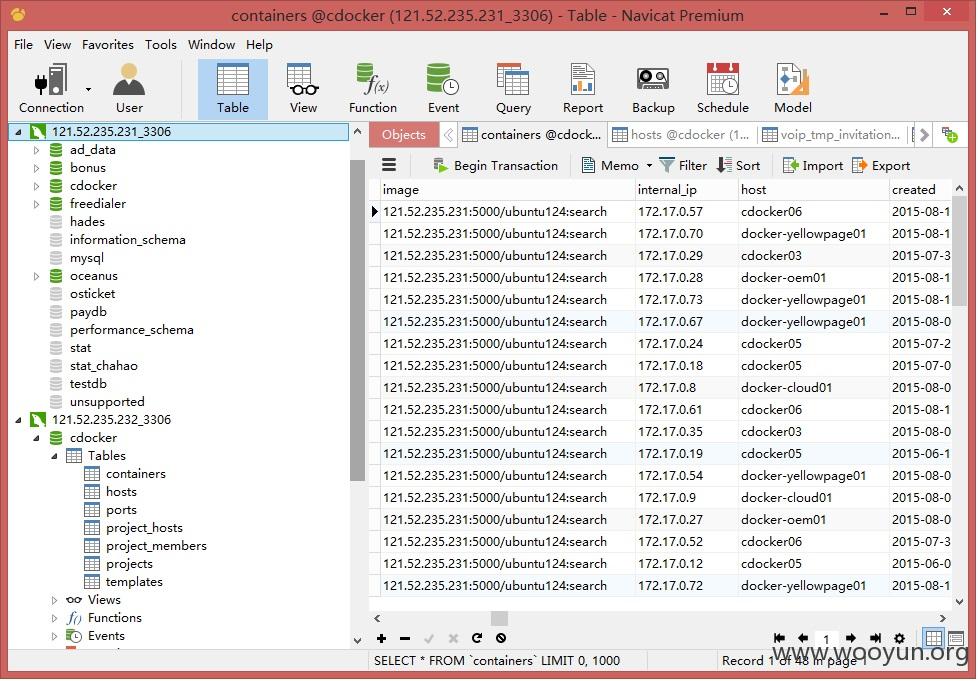 containers @cdocker (121.52.235.231_3306) - Table - Navicat Premium
File View Favorites Tools Window Help
Connection User Table View Function Event Query Report Backup Schedule Model
121.52.235.231_3306
ad_data
bonus
cdocker
freedialer
hades
information_schema
mysql
oceanus
osticket
paydb
performance_schema
stat
stat_chahao
testdb
unsupported
121.52.235.232_3306
cdocker
Tables
containers
hosts
ports
project_hosts
project_members
projects
templates
Views
Functions
Events
Objects containers @cdock... hosts @cdocker (1... voip_tmp_invitation...
Begin Transaction Memo Filter Sort Import Export
image internal_ip host created
121.52.235.231:5000/ubuntu124:search 172.17.0.57 cdocker06 2015-08-1
121.52.235.231:5000/ubuntu124:search 172.17.0.70 docker-yellowpage01 2015-08-1
121.52.235.231:5000/ubuntu124:search 172.17.0.29 cdocker03 2015-07-3
121.52.235.231:5000/ubuntu124:search 172.17.0.28 docker-oem01 2015-08-1
121.52.235.231:5000/ubuntu124:search 172.17.0.73 docker-yellowpage01 2015-08-1
121.52.235.231:5000/ubuntu124:search 172.17.0.67 docker-yellowpage01 2015-08-0
121.52.235.231:5000/ubuntu124:search 172.17.0.24 cdocker05 2015-07-2
121.52.235.231:5000/ubuntu124:search 172.17.0.18 cdocker05 2015-07-0
121.52.235.231:5000/ubuntu124:search 172.17.0.8 docker-cloud01 2015-08-0
121.52.235.231:5000/ubuntu124:search 172.17.0.61 cdocker06 2015-08-1
121.52.235.231:5000/ubuntu124:search 172.17.0.35 cdocker03 2015-08-0
121.52.235.231:5000/ubuntu124:search 172.17.0.19 cdocker05 2015-06-1
121.52.235.231:5000/ubuntu124:search 172.17.0.54 docker-yellowpage01 2015-08-0
121.52.235.231:5000/ubuntu124:search 172.17.0.9 docker-cloud01 2015-08-0
121.52.235.231:5000/ubuntu124:search 172.17.0.27 docker-oem01 2015-08-0
121.52.235.231:5000/ubuntu124:search 172.17.0.52 cdocker06 2015-07-3
121.52.235.231:5000/ubuntu124:search 172.17.0.12 cdocker05 2015-06-0
121.52.235.231:5000/ubuntu124:search 172.17.0.72 docker-yellowpage01 2015-08-1
1
SELECT * FROM `containers` LIMIT 0, 1000 Record 1 of 48 in page 1
www.wooyun.org